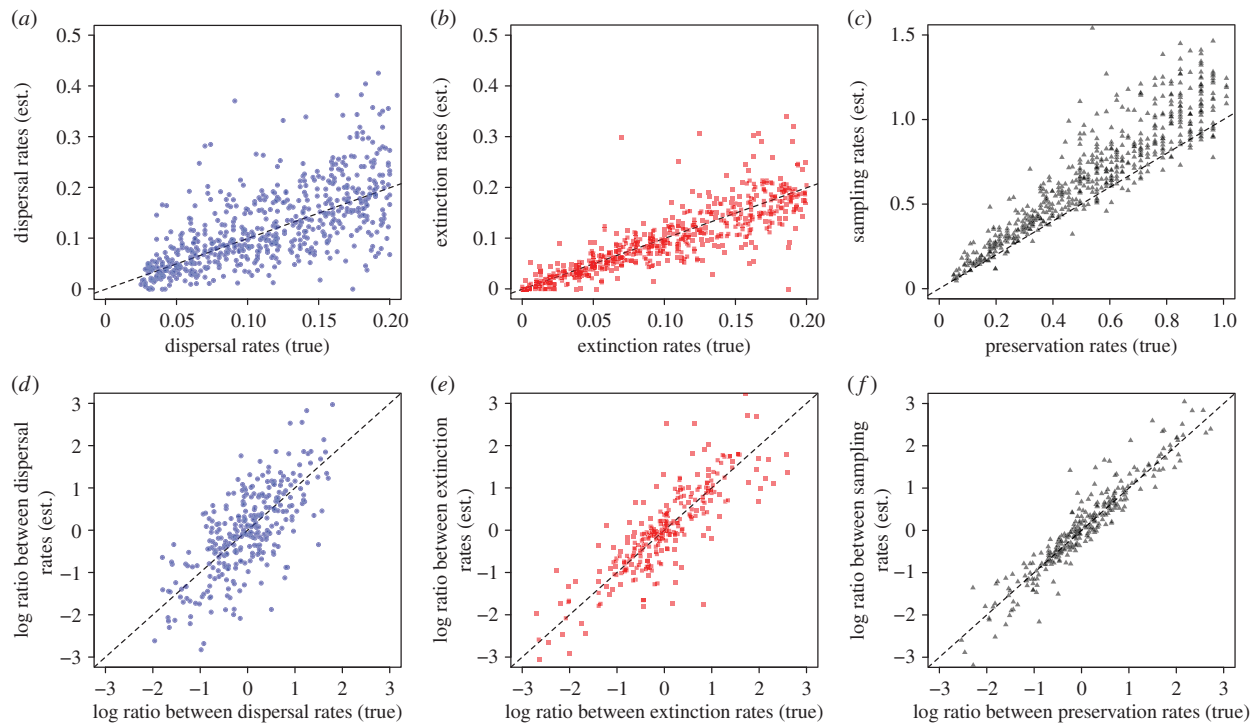 (a)
(b)
(c)
0.5
0.4
0.3
0.2
0.1
0
dispersal rates (est.)
0
0.05
0.10
0.15
0.20
dispersal rates (true)
0.5
0.4
0.3
0.2
0.1
0
extinction rates (est.)
0
0.05
0.10
0.15
0.20
extinction rates (true)
1.5
1.0
0.5
0
sampling rates (est.)
0
0.2
0.4
0.6
0.8
1.0
preservation rates (true)
(d)
(e)
(f)
3
2
1
0
−1
−2
−3
log ratio between dispersal
rates (est.)
−3 −2 −1 0 1 2 3
log ratio between dispersal rates (true)
3
2
1
0
−1
−2
−3
log ratio between extinction
rates (est.)
−3 −2 −1 0 1 2 3
log ratio between extinction rates (true)
3
2
1
0
−1
−2
−3
log ratio between sampling
rates (est.)
−3 −2 −1 0 1 2 3
log ratio between preservation rates (true)